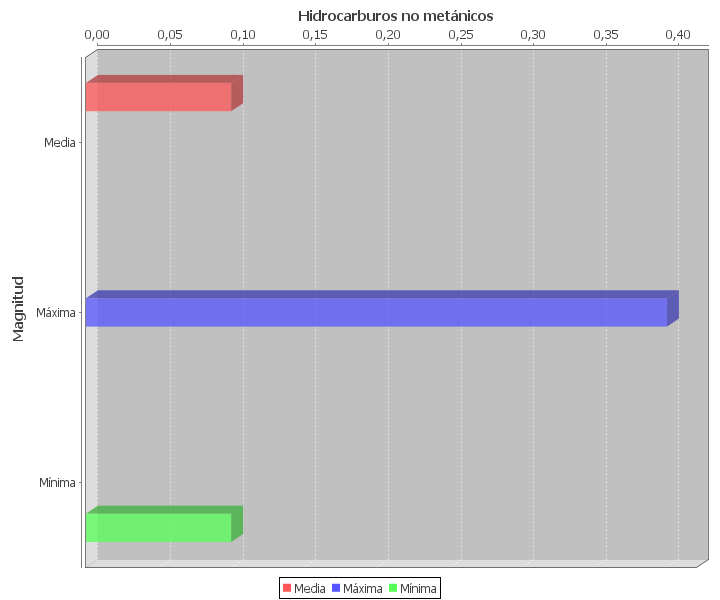 Hidrocarburos no metánicos
0,00 0,05 0,10 0,15 0,20 0,25 0,30 0,35 0,40
Magnitud
Media
Máxima
Mínima
Media Máxima Mínima